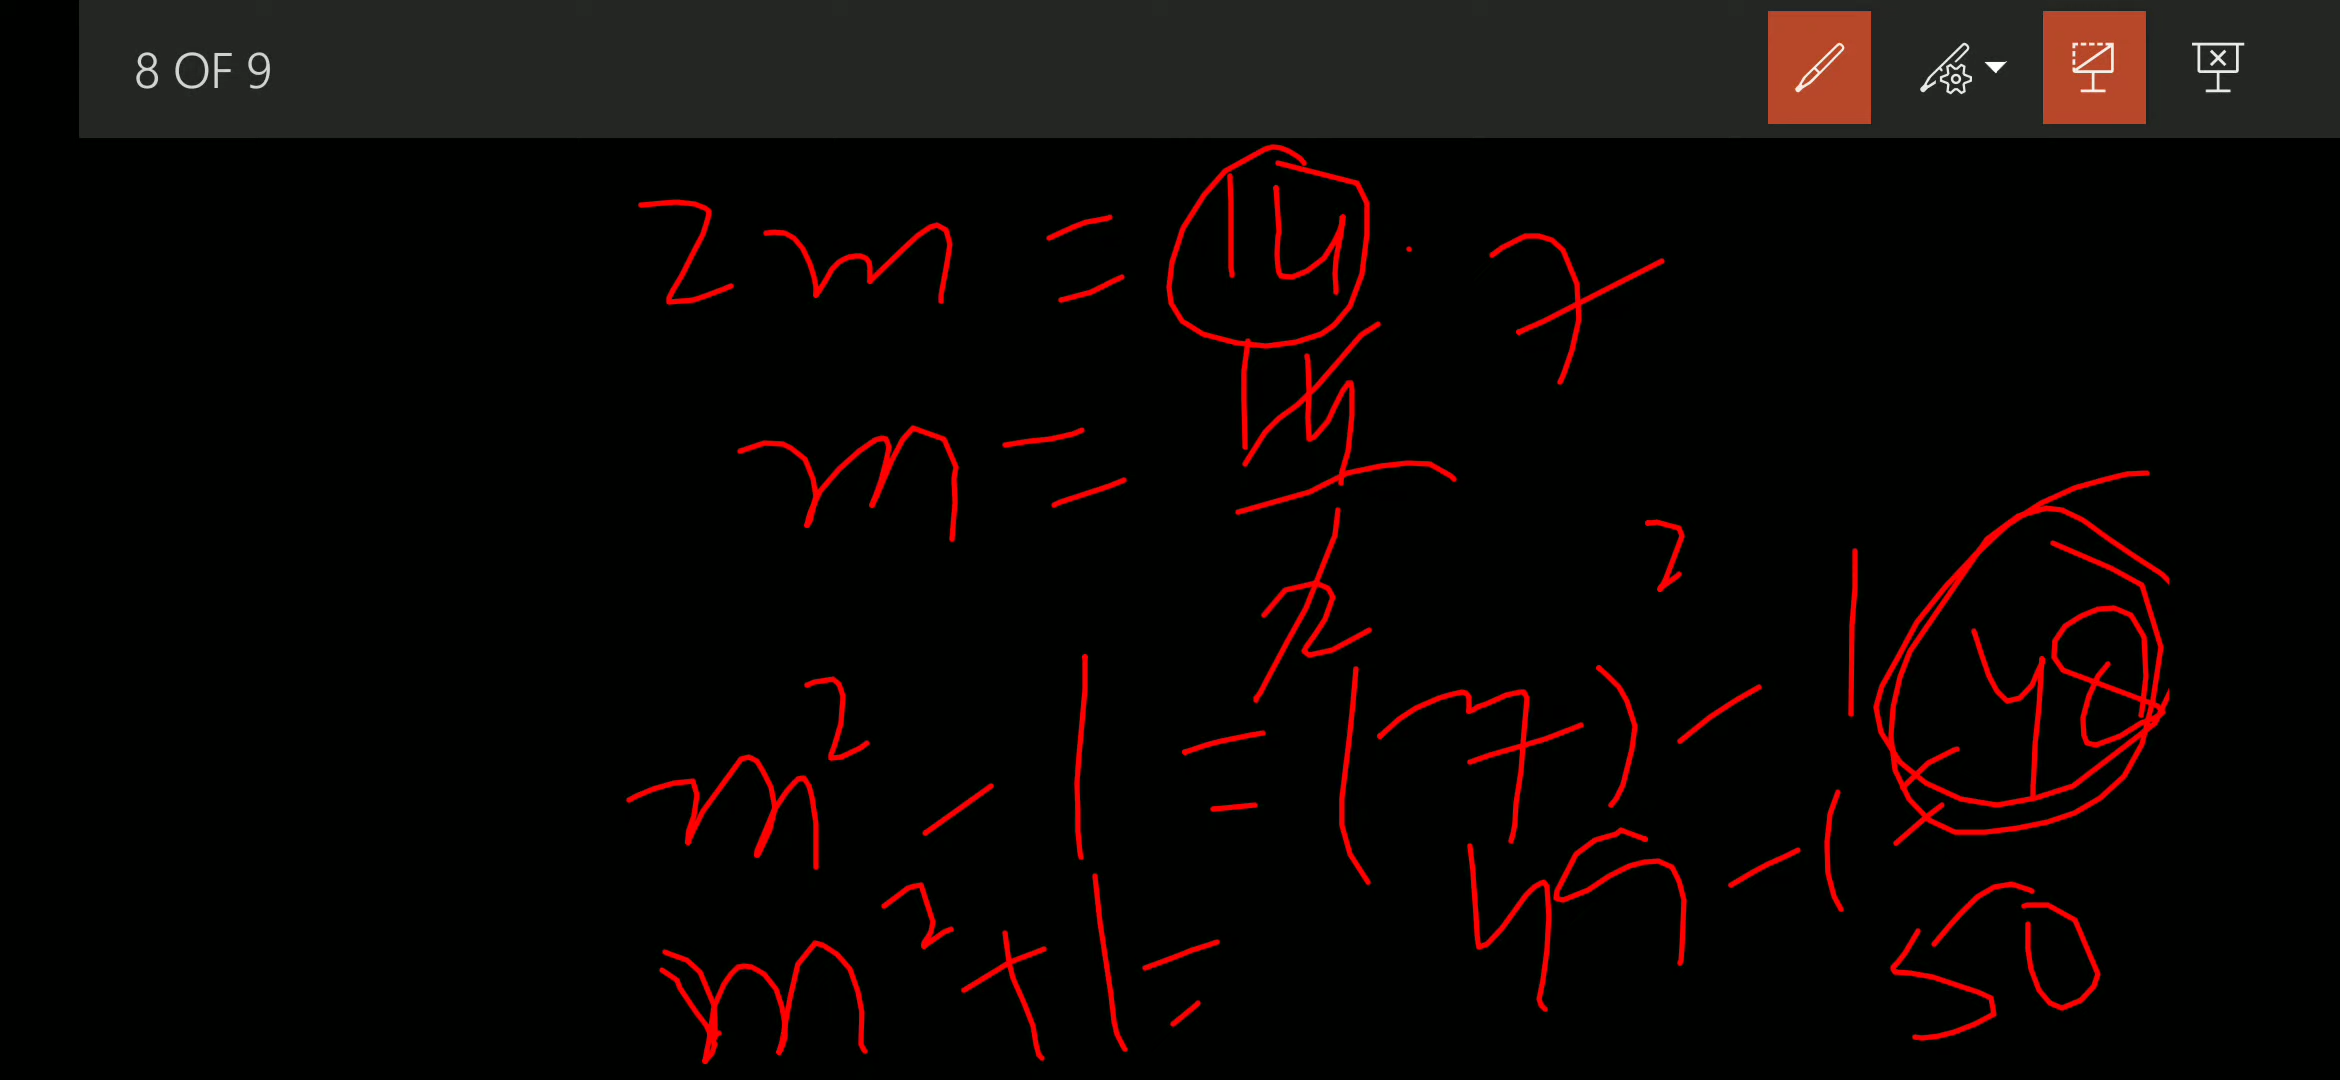 8 OF 9
2m = 14 . 7
m = 14/2
m² - 1 = (7)² - 1 48
m² + 1 = 49 - 1 = 50